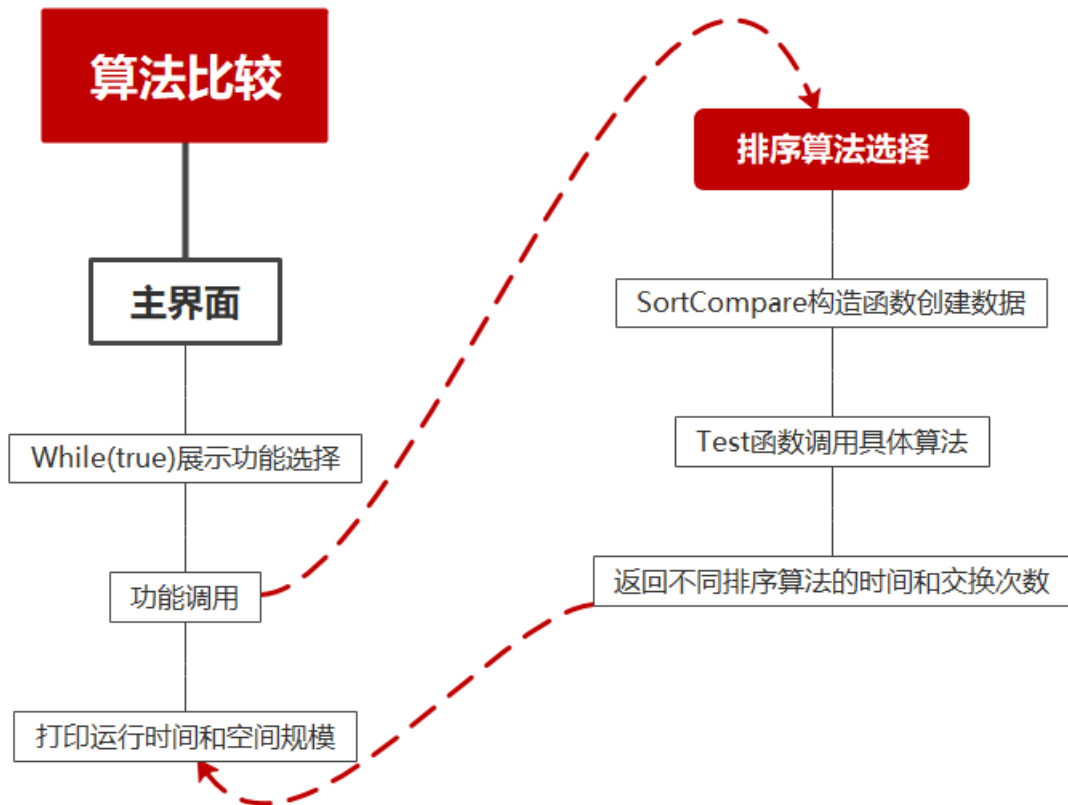 算法比较
主界面
While(true)展示功能选择
功能调用
打印运行时间和空间规模
排序算法选择
SortCompare构造函数创建数据
Test函数调用具体算法
返回不同排序算法的时间和交换次数